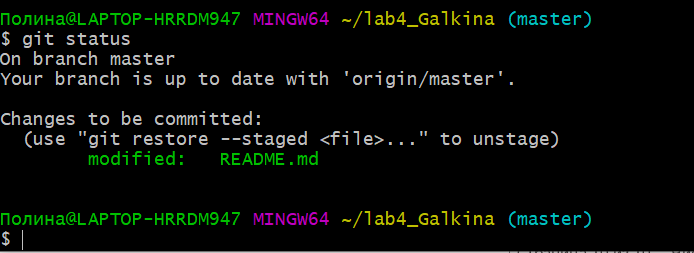 Полина@LAPTOP-HRRDM947 MINGW64 ~/lab4_Galkina (master)
$ git status
On branch master
Your branch is up to date with 'origin/master'.

Changes to be committed:
  (use "git restore --staged <file>..." to unstage)
        modified:   README.md


Полина@LAPTOP-HRRDM947 MINGW64 ~/lab4_Galkina (master)
$